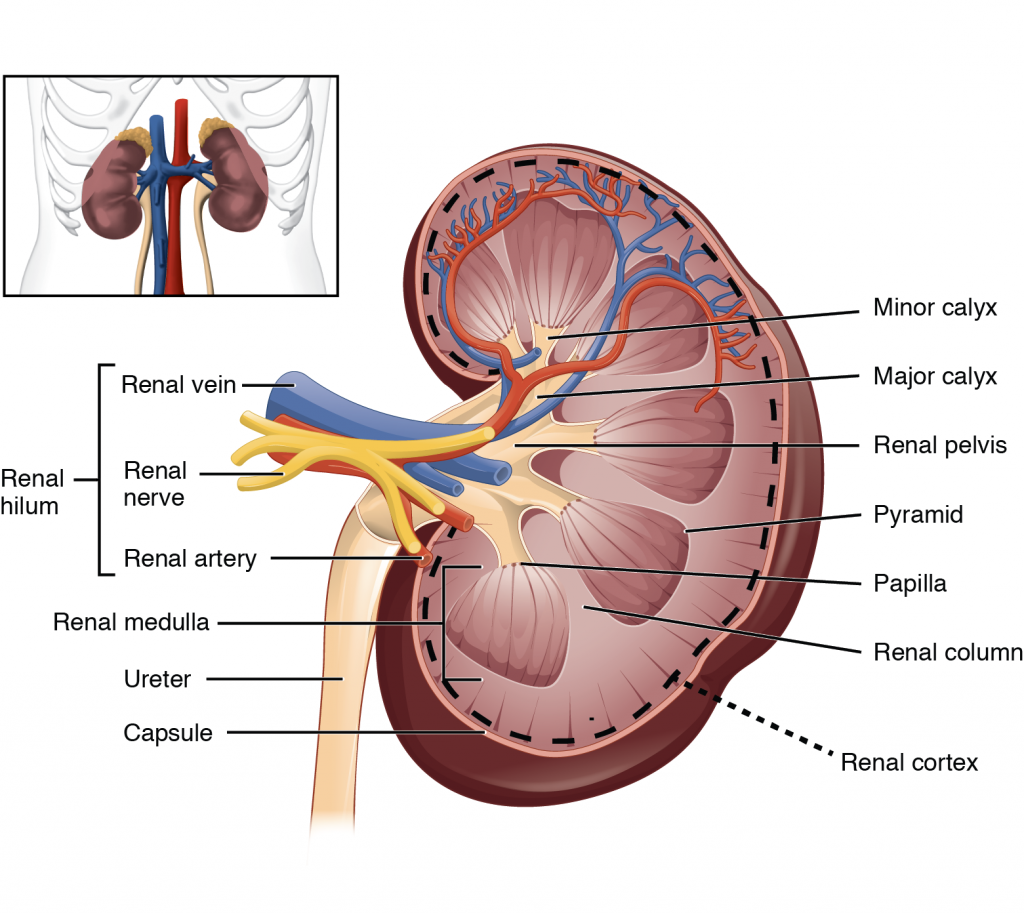 Renal vein
Renal
hilum
Renal
nerve
Renal artery
Renal medulla
Ureter
Capsule
Minor calyx
Major calyx
Renal pelvis
Pyramid
Papilla
Renal column
Renal cortex